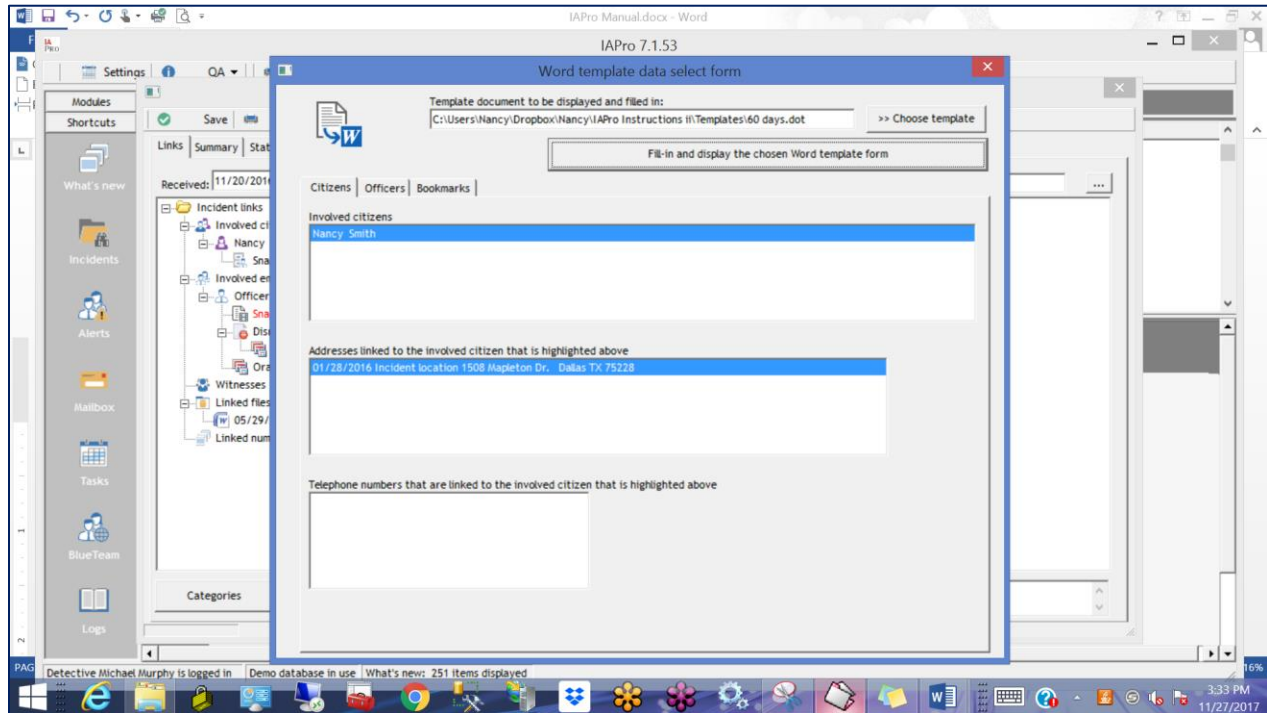 IAPro Manual.docx - Word
IA PRO
IAPro 7.1.53
Settings QA
Word template data select form
Modules
Shortcuts
What's new
Incidents
Alerts
Mailbox
Tasks
BlueTeam
Logs
Save
Links Summary Stat
Received: 11/20/201
Incident links
Involved ci
Nancy
Sna
Involved er
Officer
Sna
Dis
Ora
Witnesses
Linked files
05/29/
Linked num
Categories
Template document to be displayed and filled in:
C:\Users\Nancy\Dropbox\Nancy\IAPro Instructions ii\Templates\60 days.dot
>> Choose template
Fill-in and display the chosen Word template form
Citizens Officers Bookmarks
Involved citizens
Nancy Smith
Addresses linked to the involved citizen that is highlighted above
01/28/2016 Incident location 1508 Mapleton Dr. Dallas TX 75228
Telephone numbers that are linked to the involved citizen that is highlighted above
...
PAG
Detective Michael Murphy is logged in Demo database in use What's new: 251 items displayed
16%
3:33 PM
11/27/2017